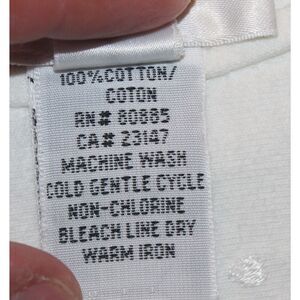 100%COTTON/
COTON
RN# 80885
CA# 23147
MACHINE WASH
COLD GENTLE CYCLE
NON-CHLORINE
BLEACH LINE DRY
WARM IRON